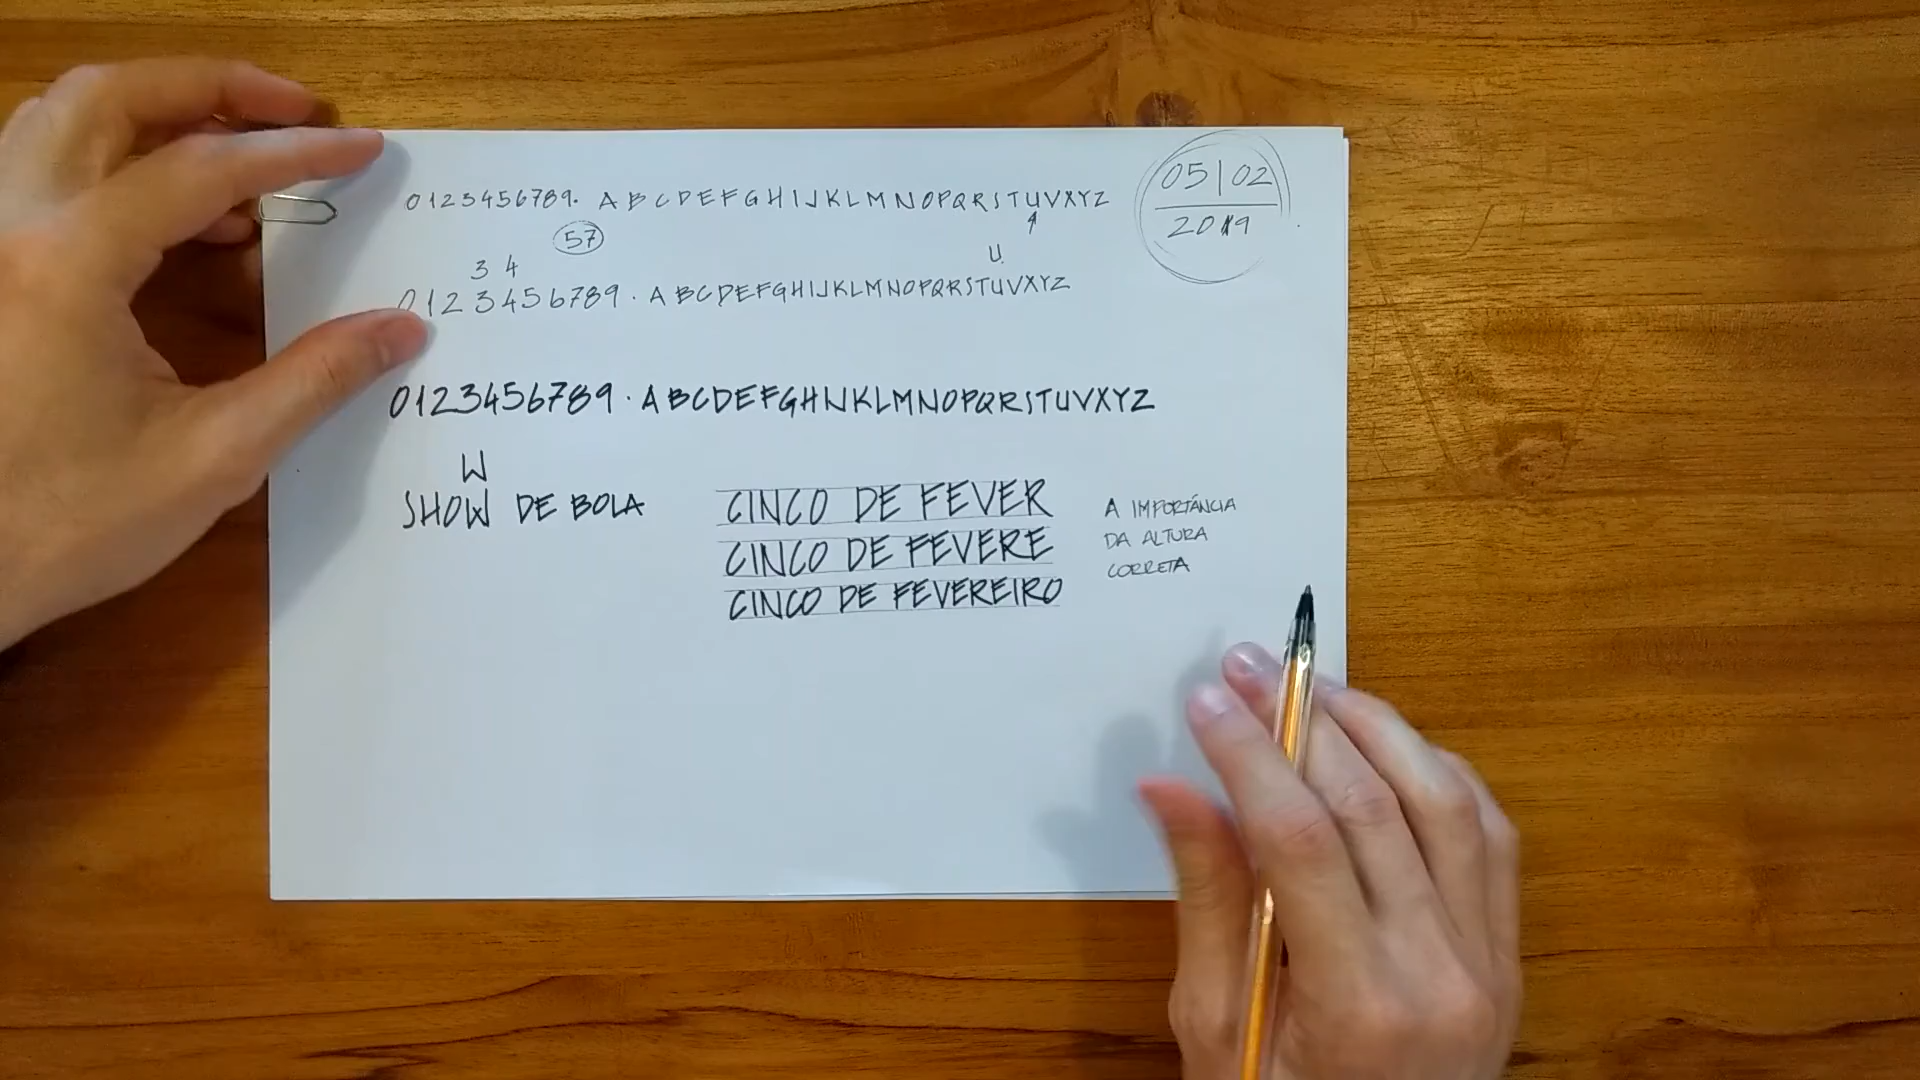 0123456789. ABCDEFGHIJKLMNOPQRSTUVXYZ
05|02
2019
57
3 4
U.
0123456789. ABCDEFGHIJKLMNOPQRSTUVXYZ
0123456789. ABCDEFGHIJKLMNOPQRSTUVXYZ
W
SHOW DE BOLA
CINCO DE FEVER
CINCO DE FEVERE
CINCO DE FEVEREIRO
A IMPORTÂNCIA
DA ALTURA
CORRETA